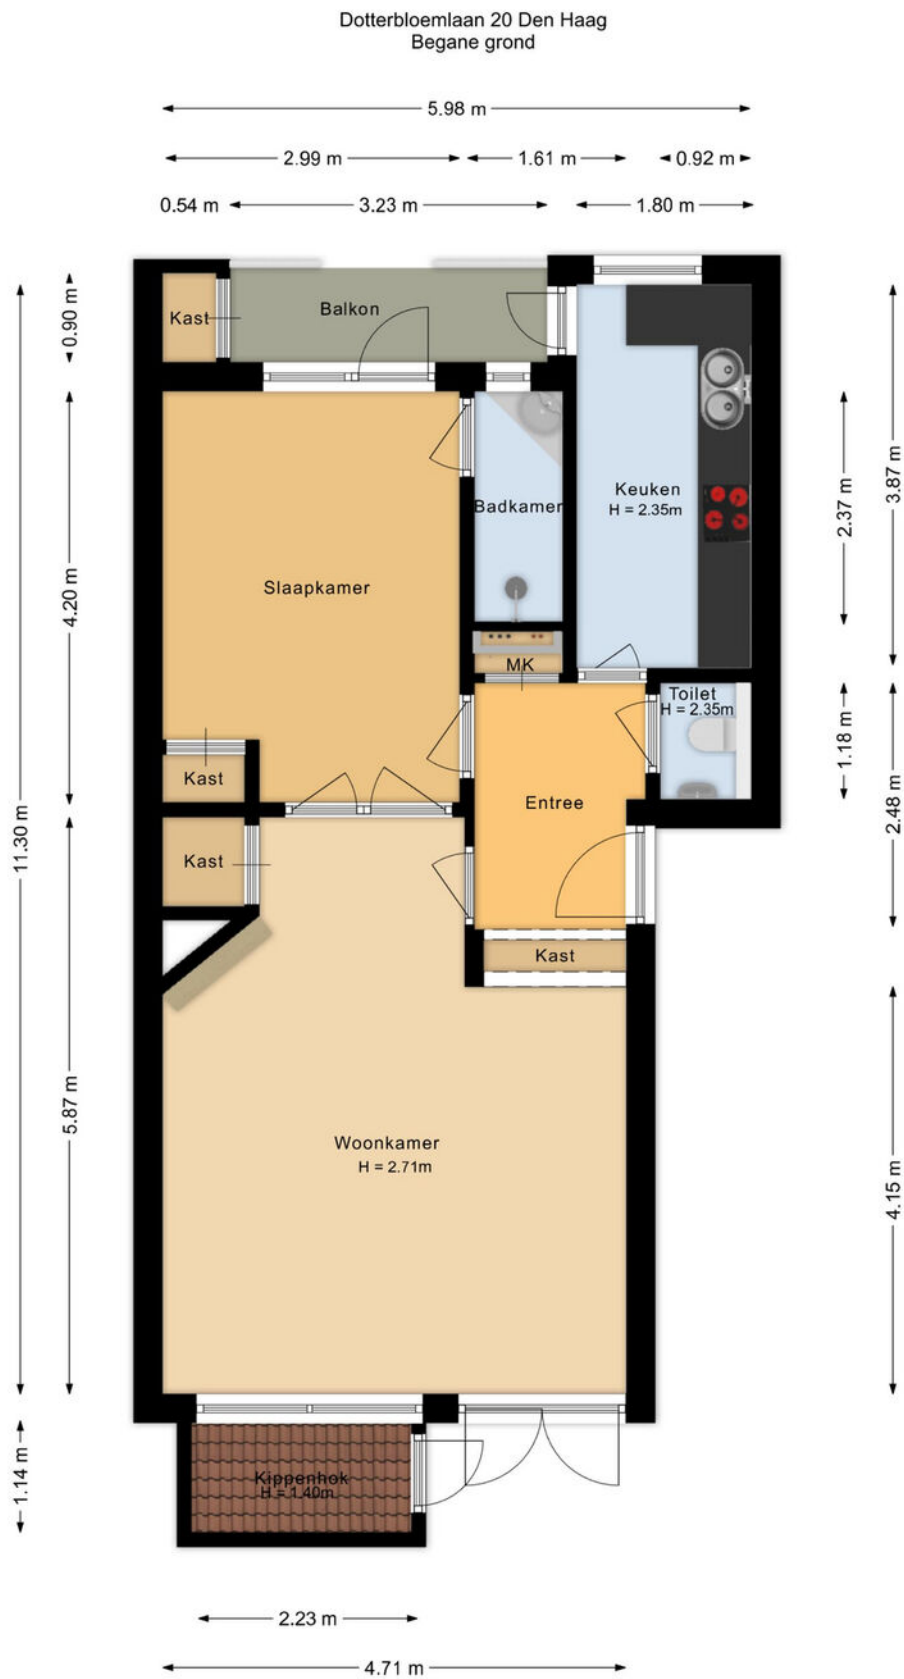 Dotterbloemlaan 20 Den Haag
Begane grond
5.98 m
2.99 m
1.61 m
0.92 m
0.54 m
3.23 m
1.80 m
0.90 m
Kast
Balkon
3.87 m
4.20 m
2.37 m
Keuken
H = 2.35m
Badkamer
Slaapkamer
MK
Toilet
H = 2.35m
1.18 m
Kast
Entree
2.48 m
11.30 m
Kast
Kast
5.87 m
Woonkamer
H = 2.71m
4.15 m
1.14 m
Kippenhok
H = 1.40m
2.23 m
4.71 m